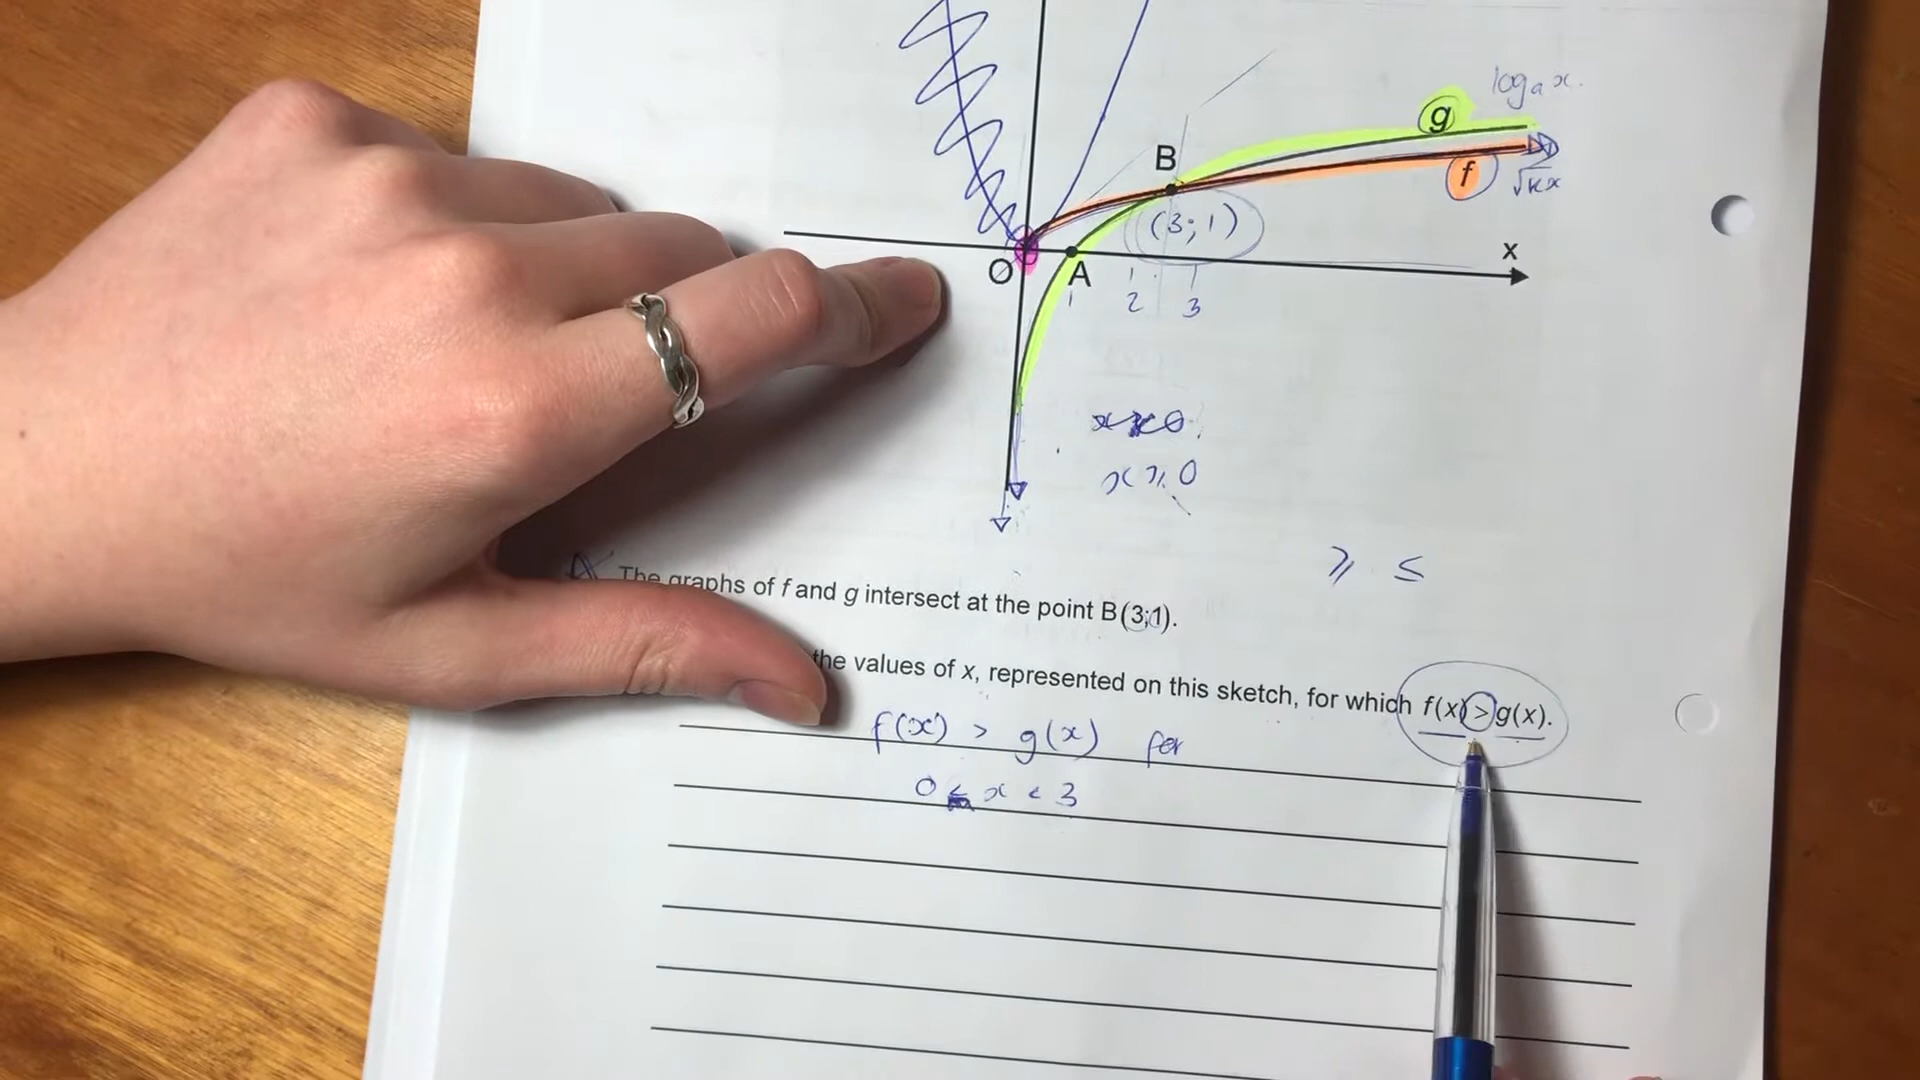 logₐ x.
g
B
f
√kx
(3; 1)
x
O
A
1
2
3
x ⩾ 0
⩾ ≤
The graphs of f and g intersect at the point B(3;1).
the values of x, represented on this sketch, for which f(x) > g(x).
f(x) > g(x) for
0 < x < 3